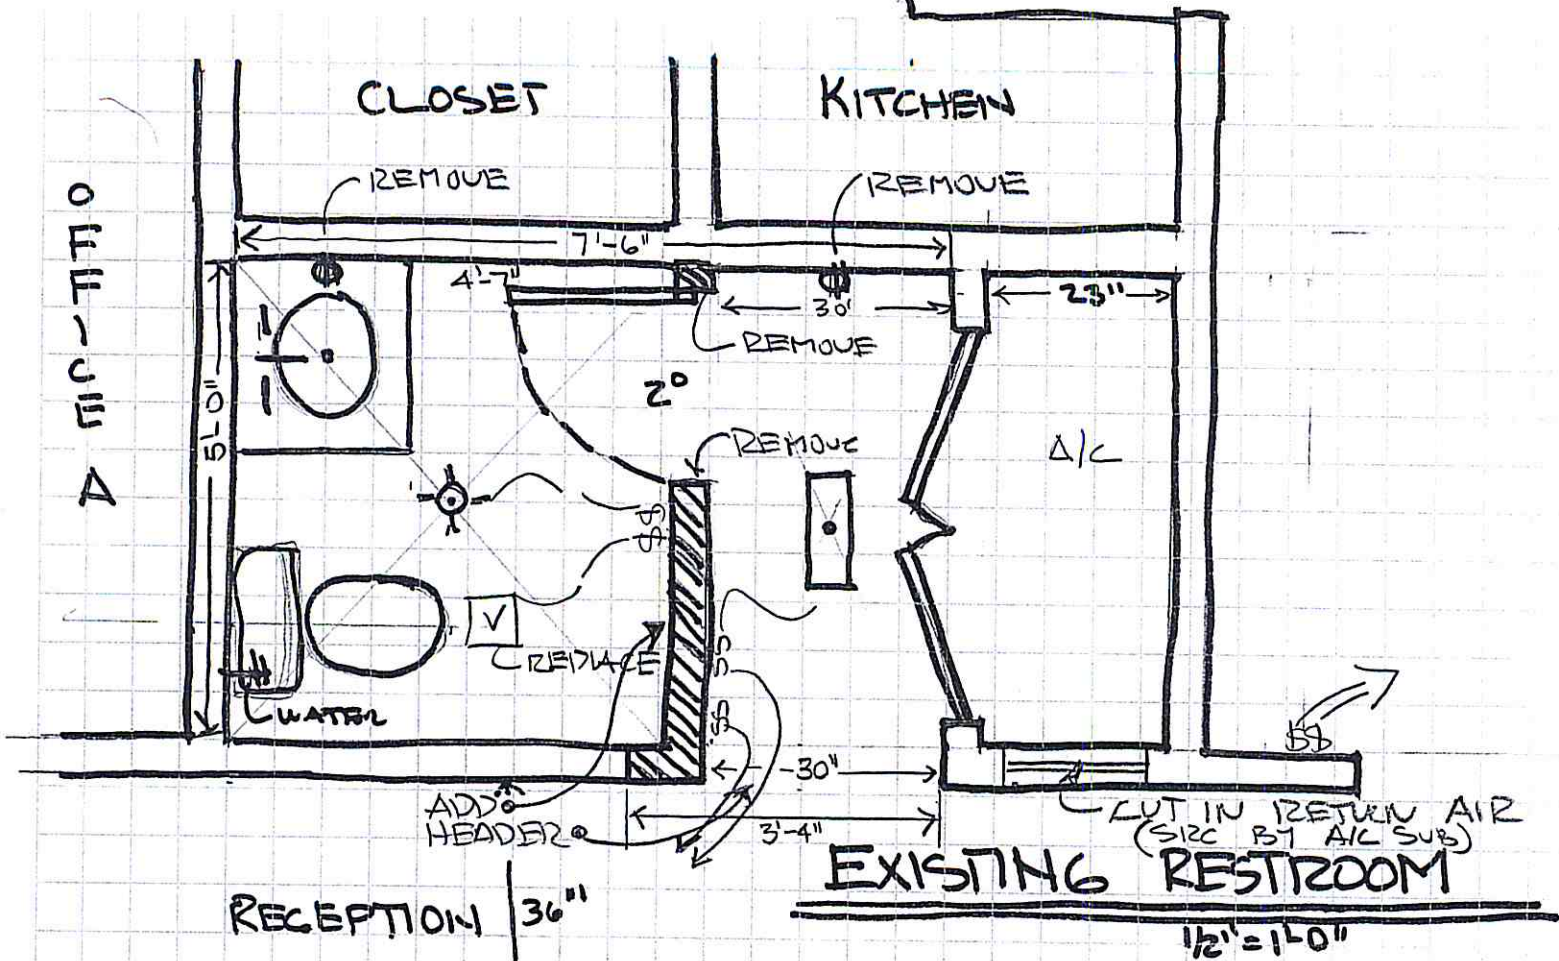 CLOSET
KITCHEN
REMOVE
REMOVE
OFFICE A
7'-6"
4'-7"
30'
23"
REMOVE
2⁰
5'-0"
REMOVE
A/C
$$
$$
V
REPLACE
WATER
$$
$$
$$
30"
ADD
HEADER
3'-4"
CUT IN RETURN AIR
(SIZE BY A/C SUB)
EXISTING RESTROOM
1/2" = 1'-0"
RECEPTION
36"